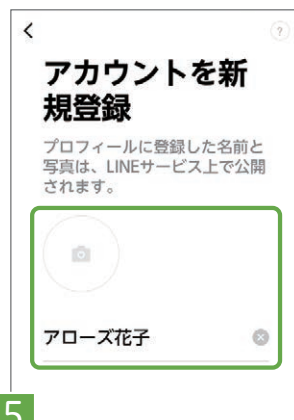 ?
アカウントを新
規登録
プロフィールに登録した名前と
写真は、LINEサービス上で公開
されます。
アローズ花子
5